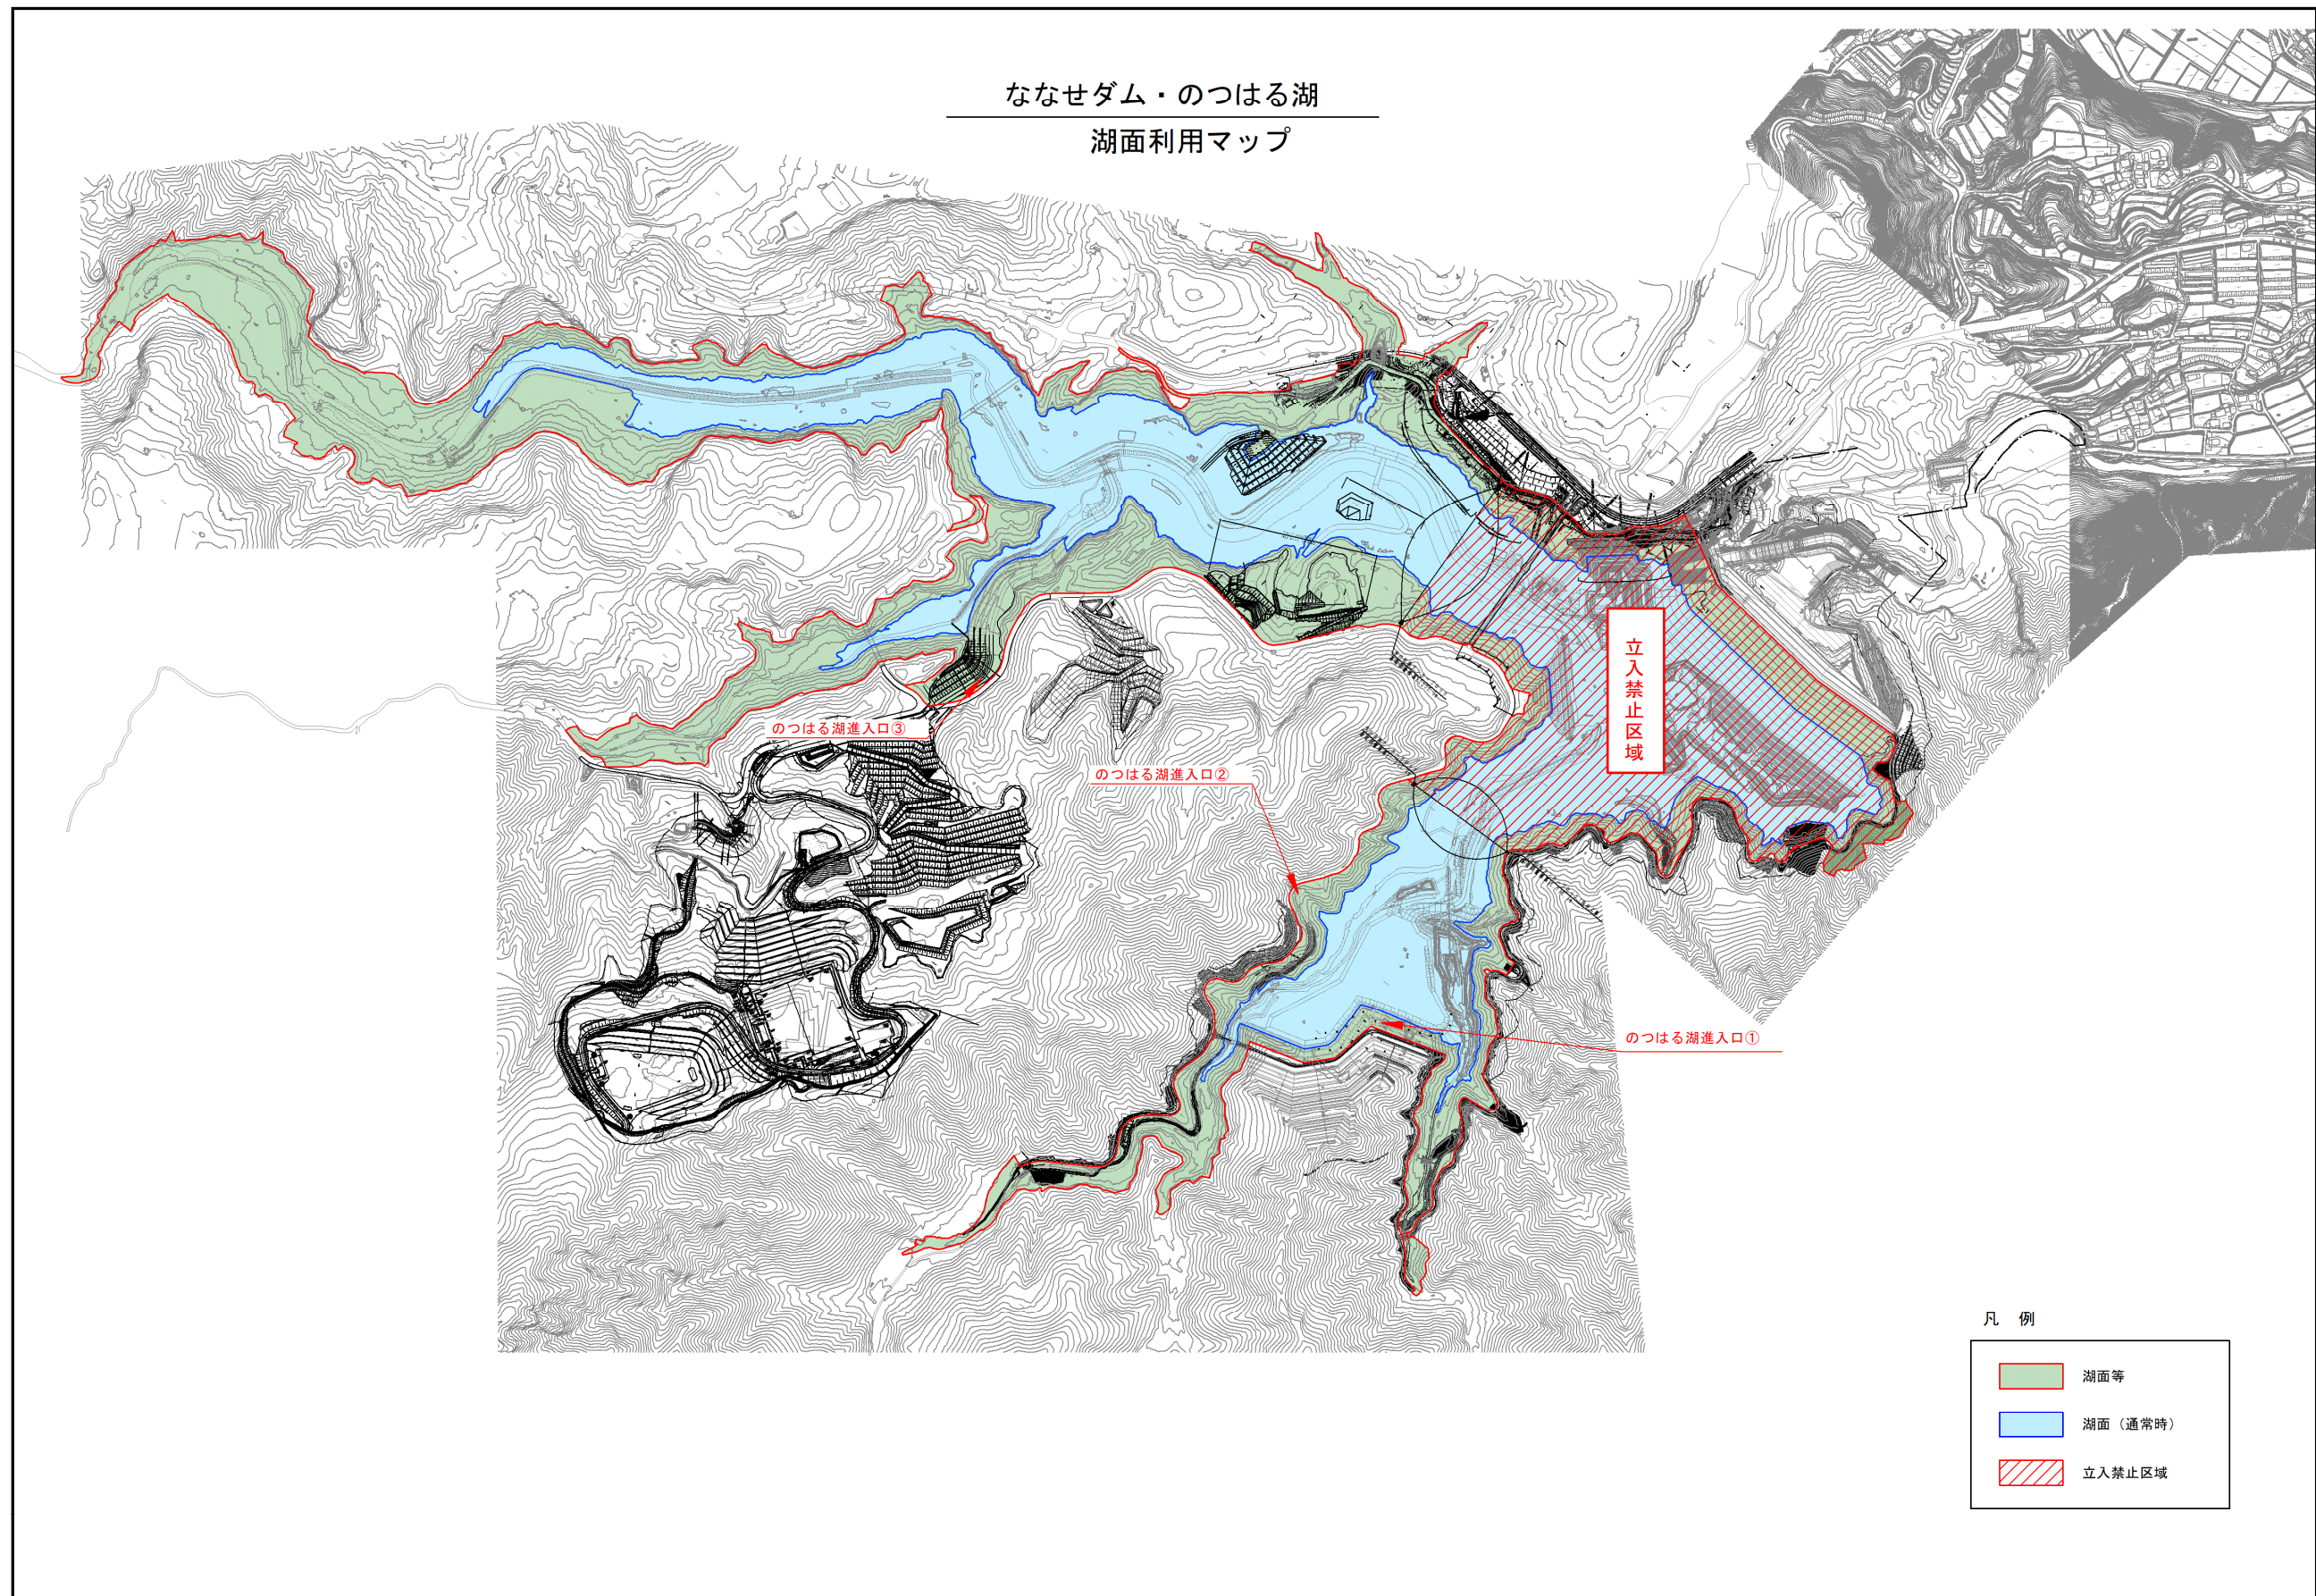 ななせダム・のつはる湖
湖面利用マップ
立入禁止区域
のつはる湖進入口③
のつはる湖進入口②
のつはる湖進入口①
凡 例
湖面等
湖面（通常時）
立入禁止区域